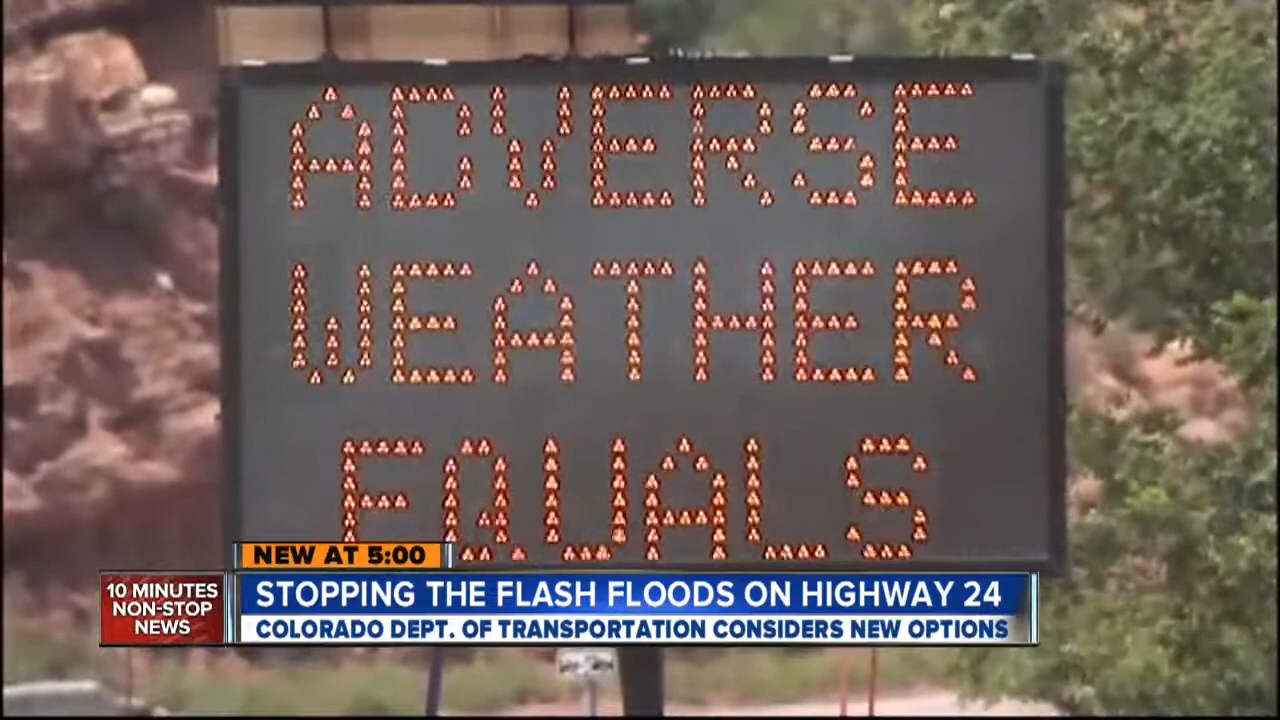 ADVERSE
WEATHER
EQUALS
NEW AT 5:00
10 MINUTES
NON-STOP
NEWS
STOPPING THE FLASH FLOODS ON HIGHWAY 24
COLORADO DEPT. OF TRANSPORTATION CONSIDERS NEW OPTIONS